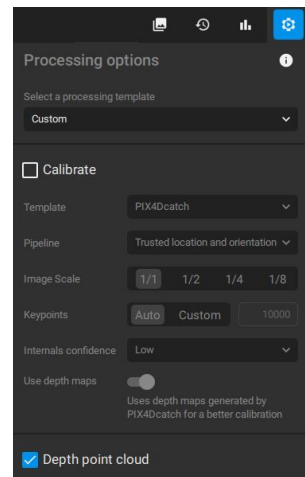 Processing options
Select a processing template
Custom
Calibrate
Template PIX4Dcatch
Pipeline Trusted location and orientation
Image Scale 1/1 1/2 1/4 1/8
Keypoints Auto Custom 10000
Internals confidence Low
Use depth maps
Uses depth maps generated by
PIX4Dcatch for a better calibration
Depth point cloud